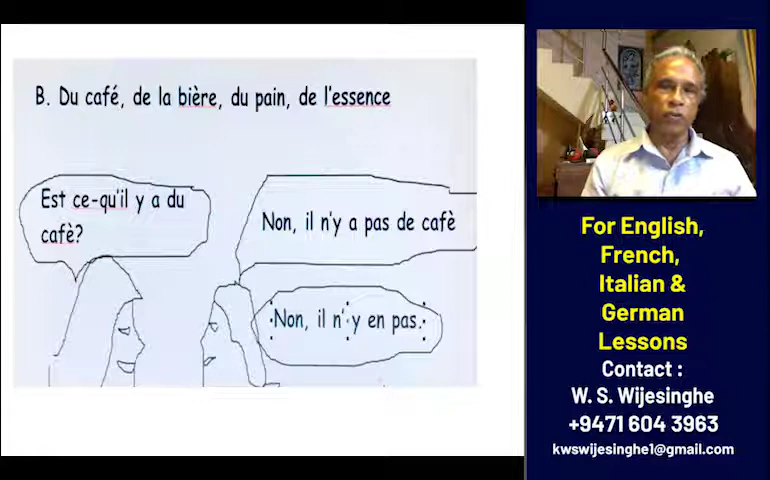 B. Du café, de la bière, du pain, de l'essence
Est ce-qu'il y a du
cafè?
Non, il n'y a pas de cafè
Non, il n' y en pas.
For English,
French,
Italian &
German
Lessons
Contact :
W. S. Wijesinghe
+9471 604 3963
kwswijesinghe1@gmail.com